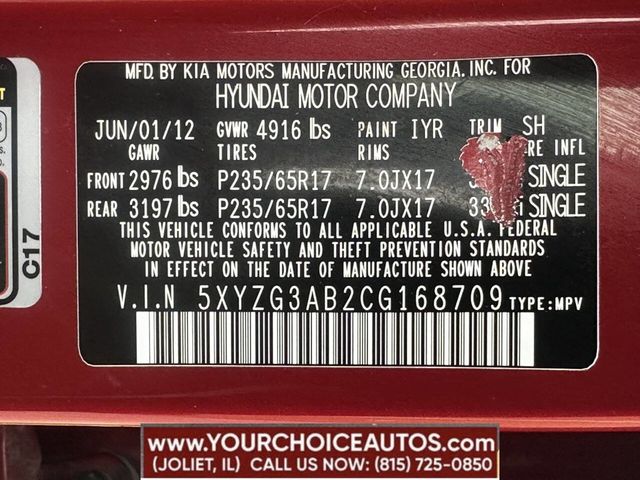 MFD. BY KIA MOTORS MANUFACTURING GEORGIA. INC. FOR
HYUNDAI MOTOR COMPANY
JUN/01/12 GVWR 4916 lbs PAINT IYR TRIM SH
GAWR TIRES RIMS RE INFL
FRONT 2976 lbs P235/65R17 7.0JX17 SINGLE
REAR 3197 lbs P235/65R17 7.0JX17 SINGLE
THIS VEHICLE CONFORMS TO ALL APPLICABLE U.S.A. FEDERAL
MOTOR VEHICLE SAFETY AND THEFT PREVENTION STANDARDS
IN EFFECT ON THE DATE OF MANUFACTURE SHOWN ABOVE
V.I.N 5XYZG3AB2CG168709 TYPE:MPV
C17
WWW.YOURCHOICEAUTOS.COM
(JOLIET, IL) CALL US NOW: (815) 725-0850